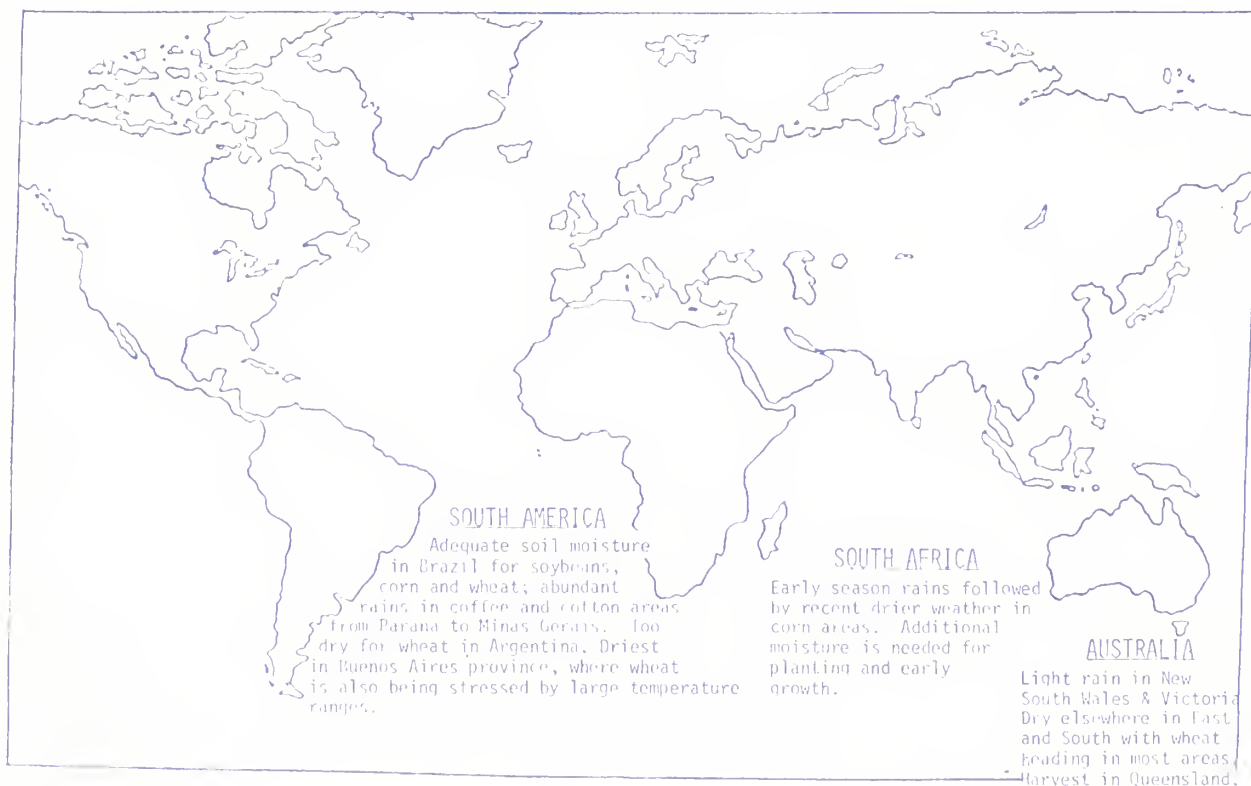 SOUTH AMERICA
Adequate soil moisture
in Brazil for soybeans,
corn and wheat; abundant
rains in coffee and cotton areas
from Parana to Minas Gerais. Too
dry for wheat in Argentina. Driest
in Buenos Aires province, where wheat
is also being stressed by large temperature
ranges.
SOUTH AFRICA
Early season rains followed
by recent drier weather in
corn areas. Additional
moisture is needed for
planting and early
growth.
AUSTRALIA
Light rain in New
South Wales & Victoria
Dry elsewhere in East
and South with wheat
heading in most areas
Harvest in Queensland.